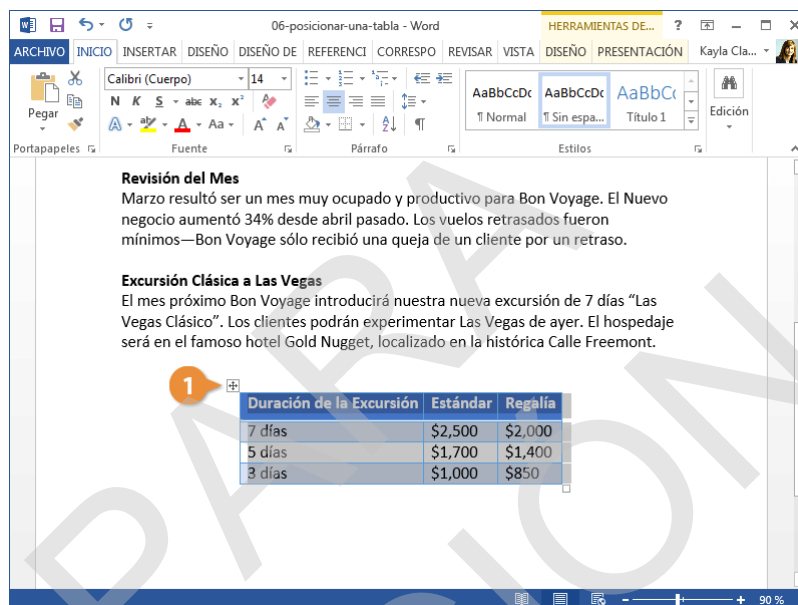 06-posicionar-una-tabla - Word
HERRAMIENTAS DE...
?
ARCHIVO INICIO INSERTAR DISEÑO DISEÑO DE REFERENCI CORRESPO REVISAR VISTA DISEÑO PRESENTACIÓN Kayla Cla...
Calibri (Cuerpo) 14
Pegar
N K S abc X₂ X²
A aby A Aa A A
AaBbCcDc AaBbCcDc AaBbCc
¶ Normal ¶ Sin espa... Título 1
Edición
Portapapeles Fuente Párrafo Estilos
Revisión del Mes
Marzo resultó ser un mes muy ocupado y productivo para Bon Voyage. El Nuevo
negocio aumentó 34% desde abril pasado. Los vuelos retrasados fueron
mínimos—Bon Voyage sólo recibió una queja de un cliente por un retraso.
Excursión Clásica a Las Vegas
El mes próximo Bon Voyage introducirá nuestra nueva excursión de 7 días “Las
Vegas Clásico”. Los clientes podrán experimentar Las Vegas de ayer. El hospedaje
será en el famoso hotel Gold Nugget, localizado en la histórica Calle Freemont.
1
Duración de la Excursión Estándar Regalía
7 días $2,500 $2,000
5 días $1,700 $1,400
3 días $1,000 $850
90 %
PARA